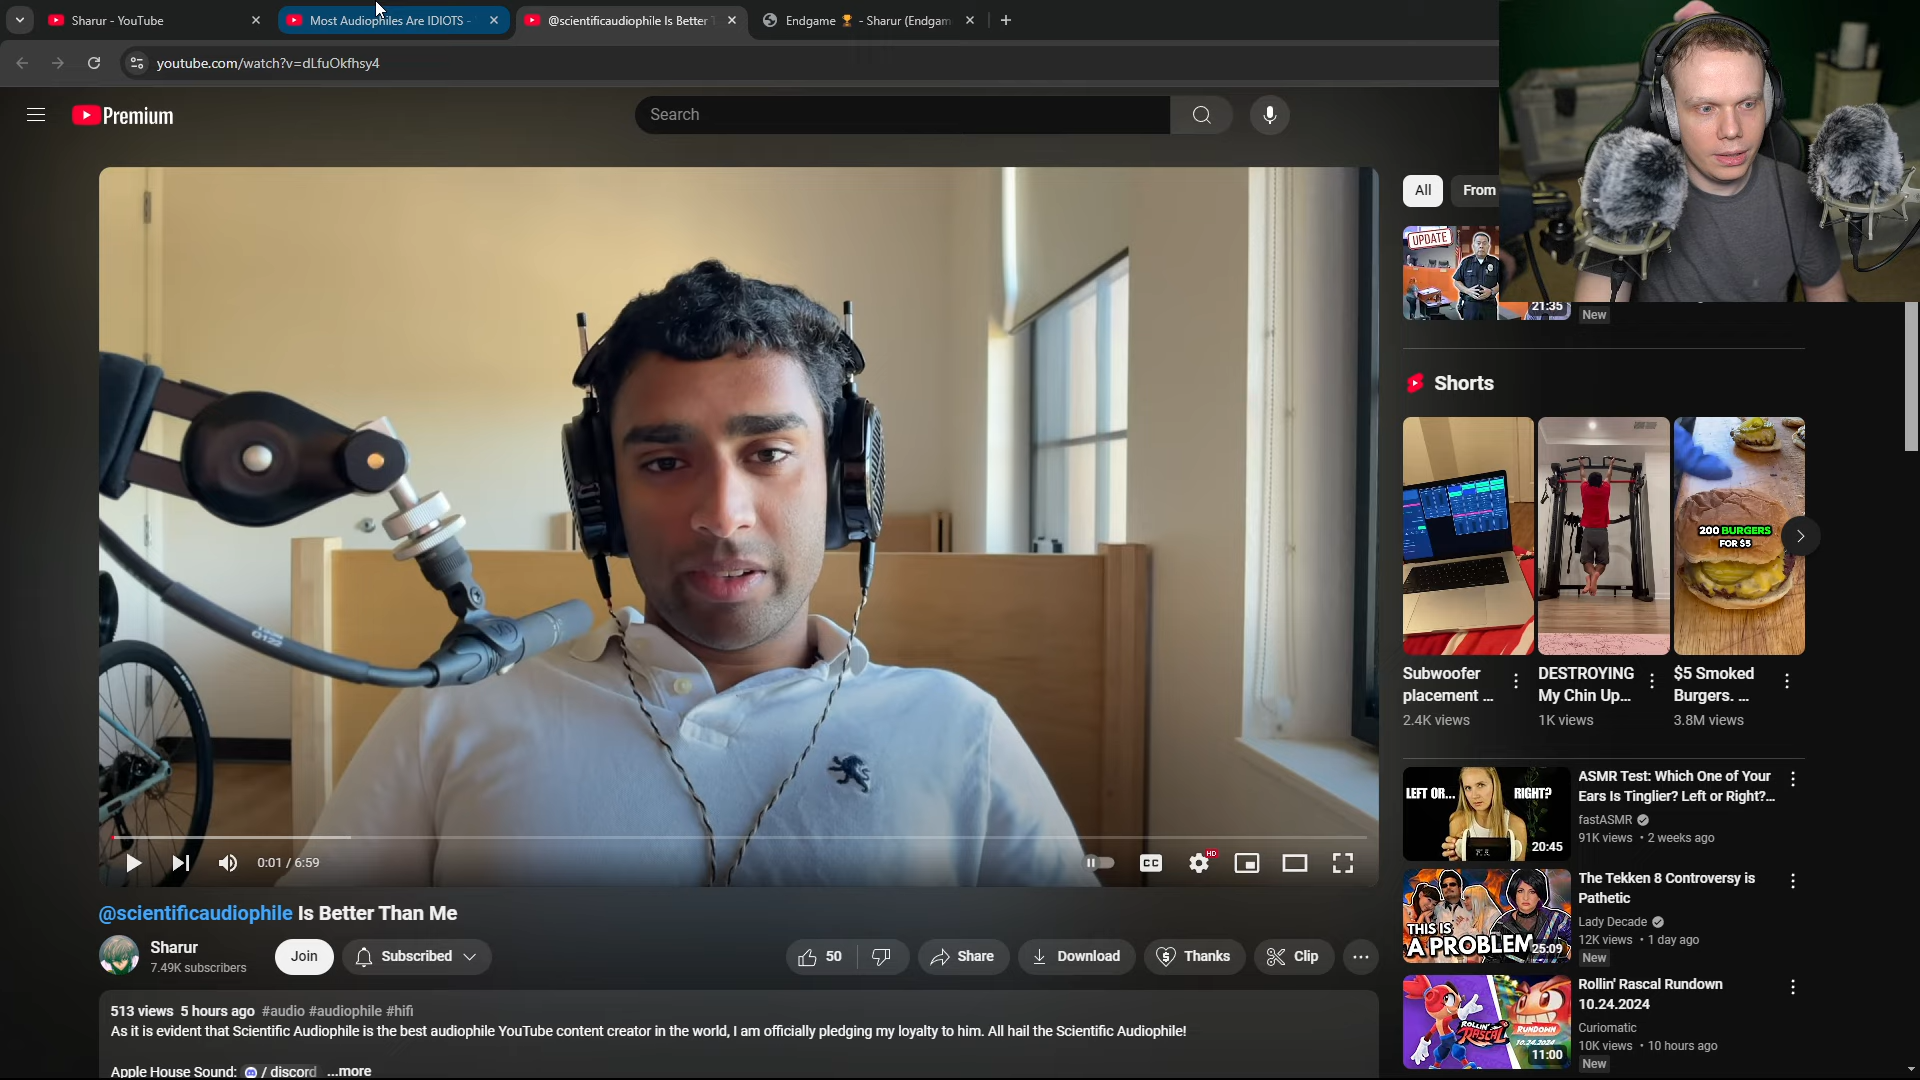 Sharur - YouTube
Most Audiophiles Are IDIOTS -
@scientificaudiophile Is Better T
Endgame 🏆 - Sharur (Endgam
youtube.com/watch?v=dLfuOkfhsy4
Premium
Search
All
From
UPDATE
21:35
New
Shorts
200 BURGERS
FOR $5
Subwoofer
placement ...
2.4K views
DESTROYING
My Chin Up...
1K views
$5 Smoked
Burgers. ...
3.8M views
LEFT OR...
RIGHT?
20:45
ASMR Test: Which One of Your
Ears Is Tinglier? Left or Right?...
fastASMR
91K views • 2 weeks ago
THIS IS
A PROBLEM
25:09
The Tekken 8 Controversy is
Pathetic
Lady Decade
12K views • 1 day ago
New
ROLLIN' RASCAL
RUNDOWN
10.24.2024
11:00
Rollin' Rascal Rundown
10.24.2024
Curiomatic
10K views • 10 hours ago
New
0:01 / 6:59
CC
HD
@scientificaudiophile Is Better Than Me
Sharur
7.49K subscribers
Join
Subscribed
50
Share
Download
Thanks
Clip
513 views 5 hours ago #audio #audiophile #hifi
As it is evident that Scientific Audiophile is the best audiophile YouTube content creator in the world, I am officially pledging my loyalty to him. All hail the Scientific Audiophile!
Apple House Sound: / discord ...more